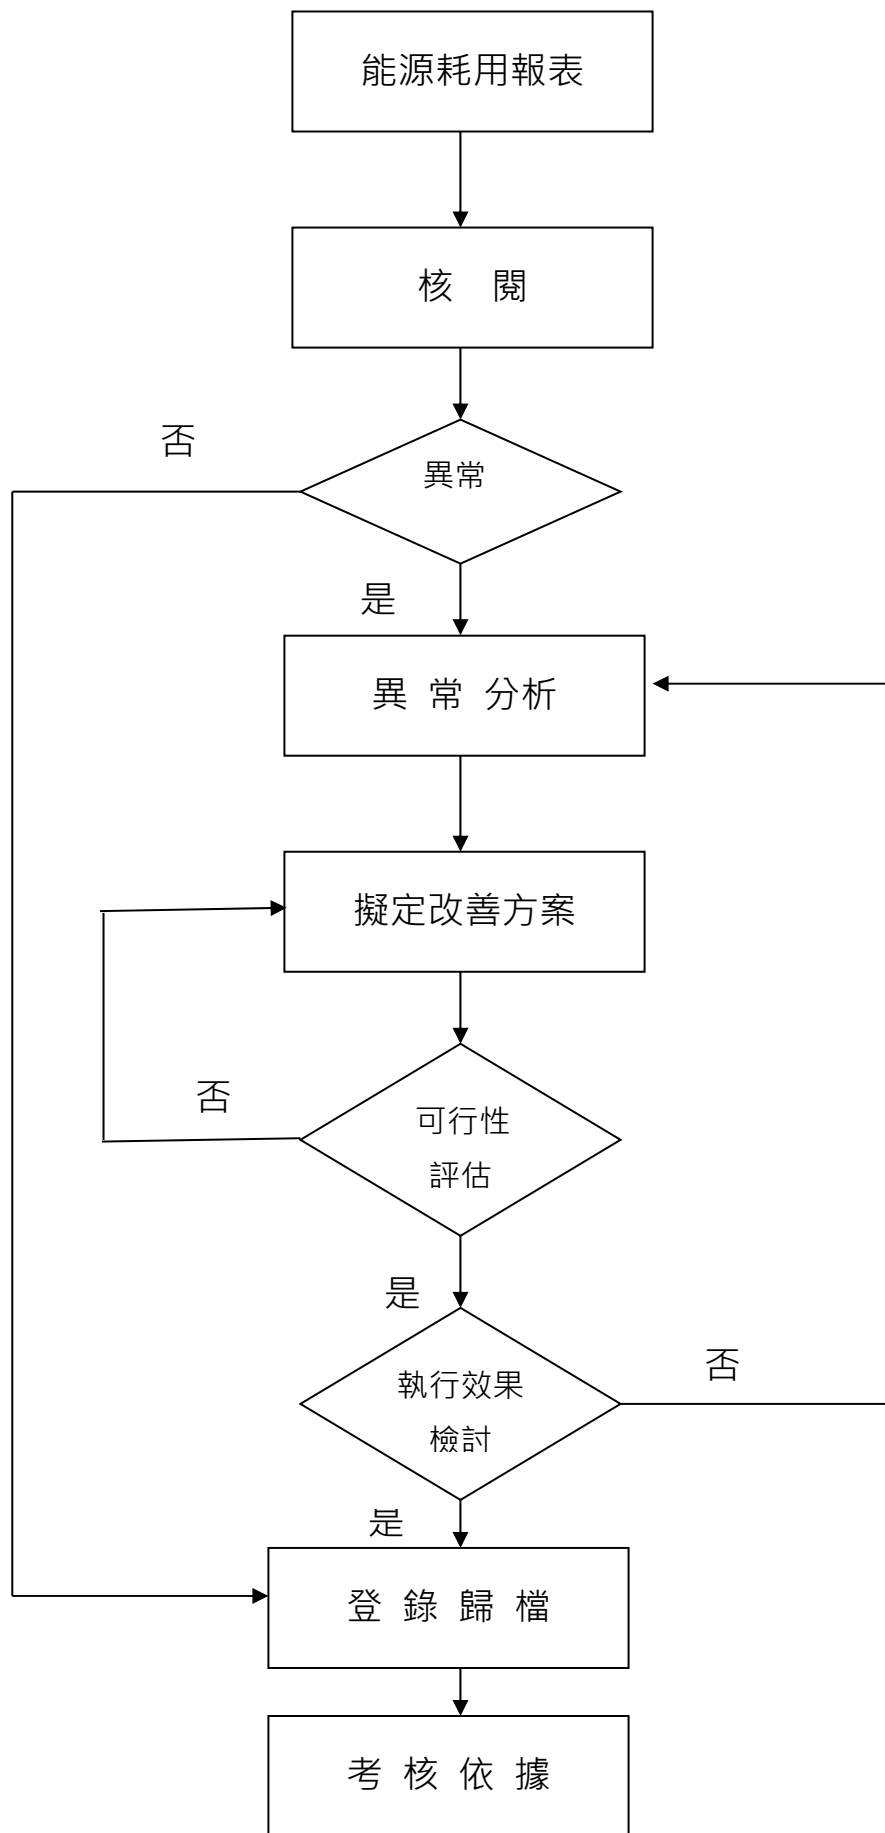 能源耗用報表
核 閱
否
異常
是
異 常 分析
擬定改善方案
否
可行性
評估
是
執行效果
檢討
否
是
登 錄 歸 檔
考 核 依 據